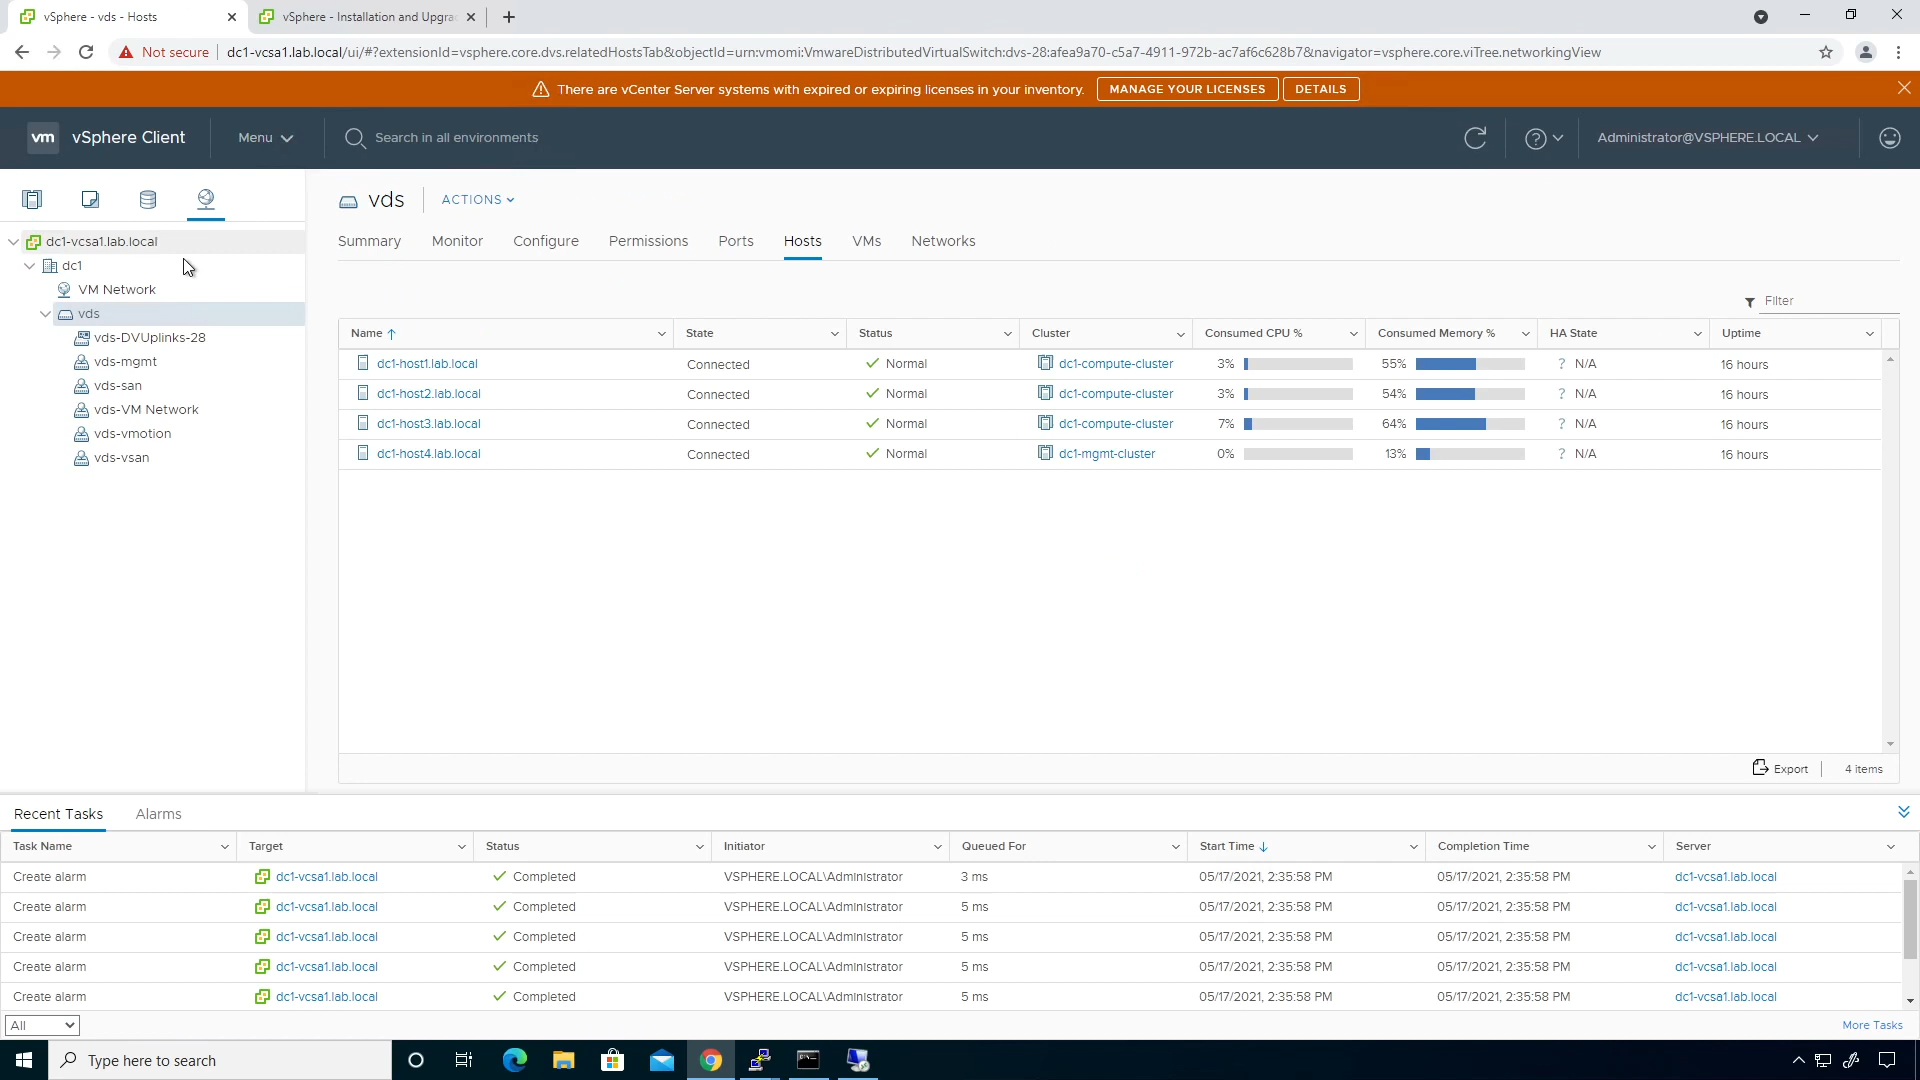 vSphere - vds - Hosts
vSphere - Installation and Upgra
Not secure
dc1-vcsa1.lab.local/ui/#?extensionId=vsphere.core.dvs.relatedHostsTab&objectId=urn:vmomi:VmwareDistributedVirtualSwitch:dvs-28:afea9a70-c5a7-4911-972b-ac7af6c628b7&navigator=vsphere.core.viTree.networkingView
There are vCenter Server systems with expired or expiring licenses in your inventory. MANAGE YOUR LICENSES DETAILS
vm vSphere Client Menu Search in all environments Administrator@VSPHERE.LOCAL
dc1-vcsa1.lab.local
dc1
VM Network
vds
vds-DVUplinks-28
vds-mgmt
vds-san
vds-VM Network
vds-vmotion
vds-vsan
vds ACTIONS
Summary Monitor Configure Permissions Ports Hosts VMs Networks
Filter
Name State Status Cluster Consumed CPU % Consumed Memory % HA State Uptime
dc1-host1.lab.local Connected Normal dc1-compute-cluster 3% 55% ? N/A 16 hours
dc1-host2.lab.local Connected Normal dc1-compute-cluster 3% 54% ? N/A 16 hours
dc1-host3.lab.local Connected Normal dc1-compute-cluster 7% 64% ? N/A 16 hours
dc1-host4.lab.local Connected Normal dc1-mgmt-cluster 0% 13% ? N/A 16 hours
Export 4 items
Recent Tasks Alarms
Task Name Target Status Initiator Queued For Start Time Completion Time Server
Create alarm dc1-vcsa1.lab.local Completed VSPHERE.LOCAL\Administrator 3 ms 05/17/2021, 2:35:58 PM 05/17/2021, 2:35:58 PM dc1-vcsa1.lab.local
Create alarm dc1-vcsa1.lab.local Completed VSPHERE.LOCAL\Administrator 5 ms 05/17/2021, 2:35:58 PM 05/17/2021, 2:35:58 PM dc1-vcsa1.lab.local
Create alarm dc1-vcsa1.lab.local Completed VSPHERE.LOCAL\Administrator 5 ms 05/17/2021, 2:35:58 PM 05/17/2021, 2:35:58 PM dc1-vcsa1.lab.local
Create alarm dc1-vcsa1.lab.local Completed VSPHERE.LOCAL\Administrator 5 ms 05/17/2021, 2:35:58 PM 05/17/2021, 2:35:58 PM dc1-vcsa1.lab.local
Create alarm dc1-vcsa1.lab.local Completed VSPHERE.LOCAL\Administrator 5 ms 05/17/2021, 2:35:58 PM 05/17/2021, 2:35:58 PM dc1-vcsa1.lab.local
All More Tasks
Type here to search